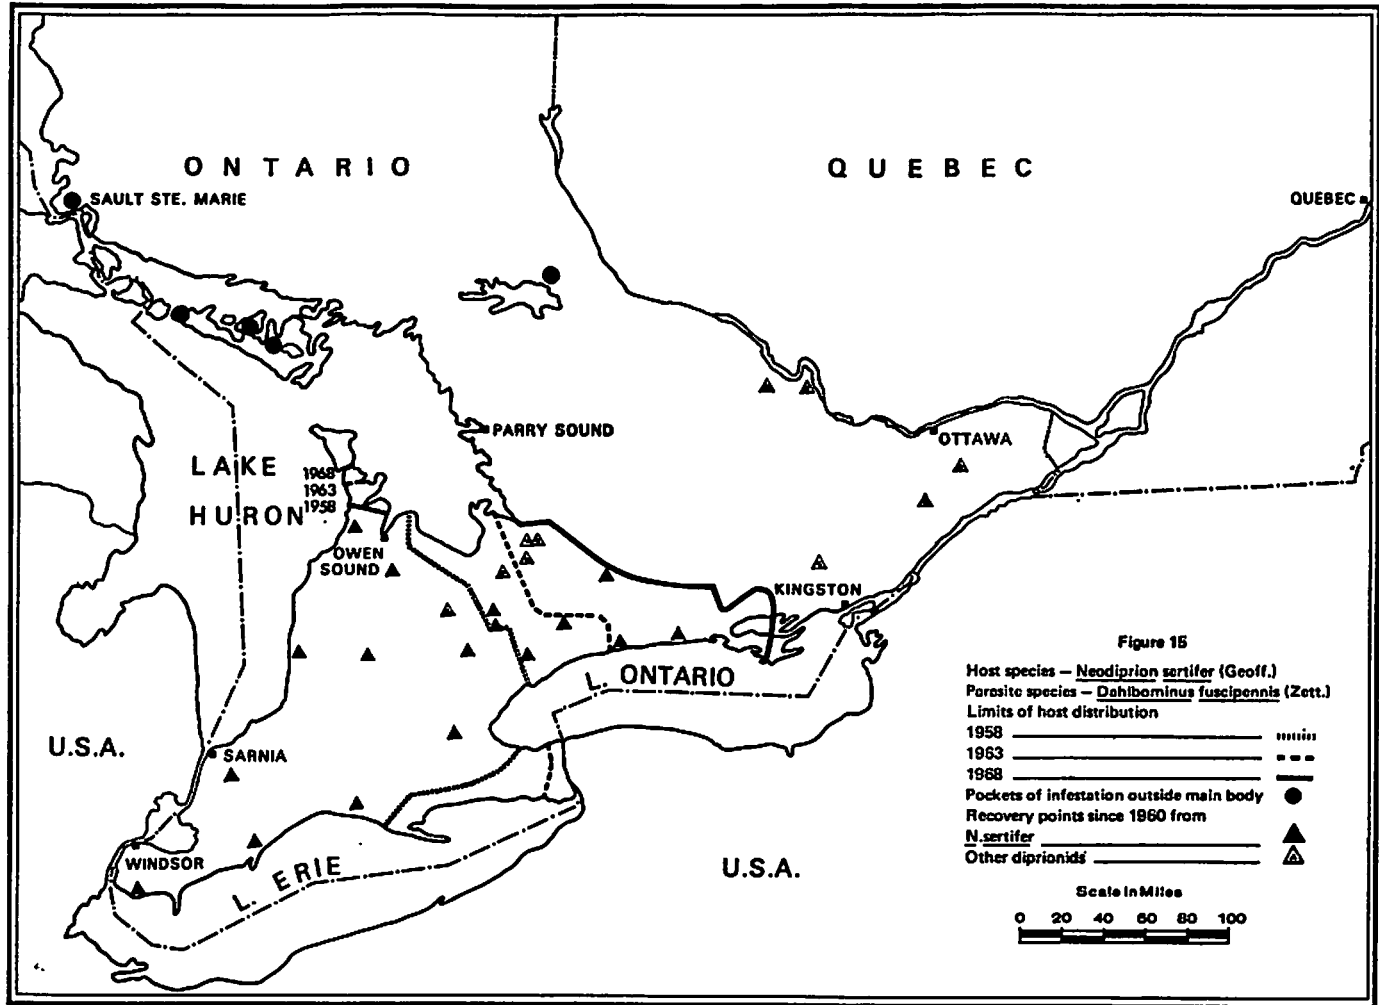 ONTARIO
QUEBEC
SAULT STE. MARIE
QUEBEC
PARRY SOUND
OTTAWA
LAKE
HURON
1968
1963
1958
OWEN
SOUND
KINGSTON
L. ONTARIO
U.S.A.
SARNIA
WINDSOR
L. ERIE
U.S.A.
Figure 15
Host species – Neodiprion sertifer (Geoff.)
Parasite species – Dahlbominus fuscipennis (Zett.)
Limits of host distribution
1958
1963
1968
Pockets of infestation outside main body
Recovery points since 1960 from
N.sertifer
Other diprionids
Scale in Miles
0 20 40 60 80 100